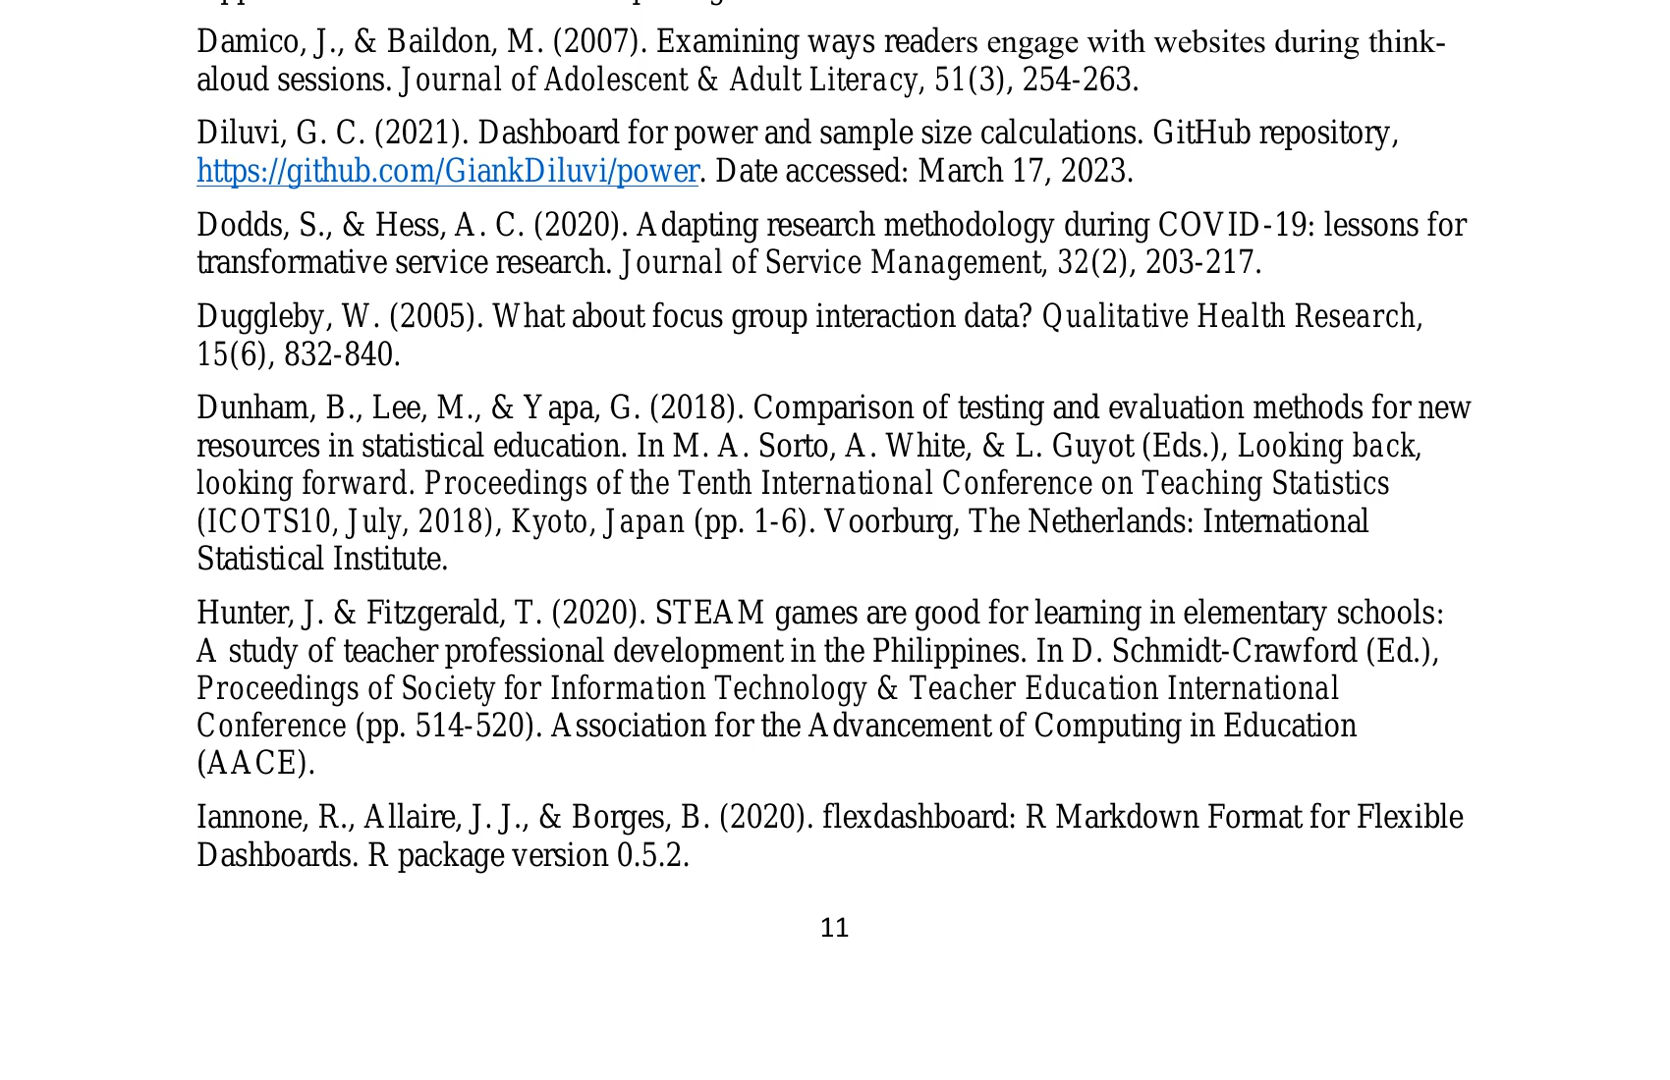 Damico, J., & Baildon, M. (2007). Examining ways readers engage with websites during think-
aloud sessions. Journal of Adolescent & Adult Literacy, 51(3), 254-263.
Diluvi, G. C. (2021). Dashboard for power and sample size calculations. GitHub repository,
https://github.com/GiankDiluvi/power. Date accessed: March 17, 2023.
Dodds, S., & Hess, A. C. (2020). Adapting research methodology during COVID-19: lessons for
transformative service research. Journal of Service Management, 32(2), 203-217.
Duggleby, W. (2005). What about focus group interaction data? Qualitative Health Research,
15(6), 832-840.
Dunham, B., Lee, M., & Yapa, G. (2018). Comparison of testing and evaluation methods for new
resources in statistical education. In M. A. Sorto, A. White, & L. Guyot (Eds.), Looking back,
looking forward. Proceedings of the Tenth International Conference on Teaching Statistics
(ICOTS10, July, 2018), Kyoto, Japan (pp. 1-6). Voorburg, The Netherlands: International
Statistical Institute.
Hunter, J. & Fitzgerald, T. (2020). STEAM games are good for learning in elementary schools:
A study of teacher professional development in the Philippines. In D. Schmidt-Crawford (Ed.),
Proceedings of Society for Information Technology & Teacher Education International
Conference (pp. 514-520). Association for the Advancement of Computing in Education
(AACE).
Iannone, R., Allaire, J. J., & Borges, B. (2020). flexdashboard: R Markdown Format for Flexible
Dashboards. R package version 0.5.2.
11